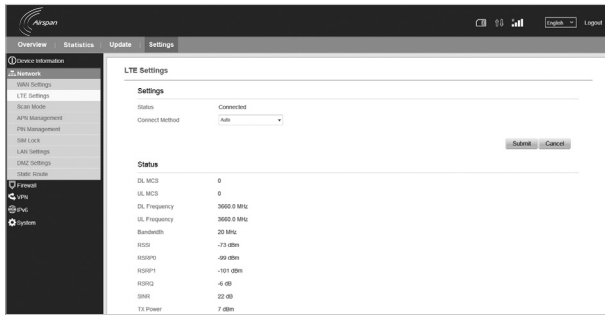 Airspan
English
Logout
Overview
Statistics
Update
Settings
Device Information
Network
WAN Settings
LTE Settings
Scan Mode
APN Management
PIN Management
SIM Lock
LAN Settings
DMZ Settings
Static Route
Firewall
VPN
IPv6
System
LTE Settings
Settings
Status Connected
Connect Method Auto
Submit Cancel
Status
DL MCS 0
UL MCS 0
DL Frequency 3660.0 MHz
UL Frequency 3660.0 MHz
Bandwidth 20 MHz
RSSI -73 dBm
RSRP0 -99 dBm
RSRP1 -101 dBm
RSRQ -6 dB
SINR 22 dB
TX Power 7 dBm